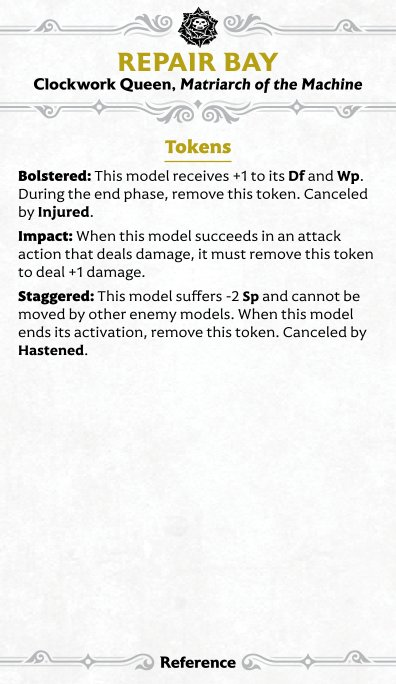 REPAIR BAY
Clockwork Queen, Matriarch of the Machine
Tokens
Bolstered: This model receives +1 to its Df and Wp.
During the end phase, remove this token. Canceled
by Injured.
Impact: When this model succeeds in an attack
action that deals damage, it must remove this token
to deal +1 damage.
Staggered: This model suffers -2 Sp and cannot be
moved by other enemy models. When this model
ends its activation, remove this token. Canceled by
Hastened.
Reference